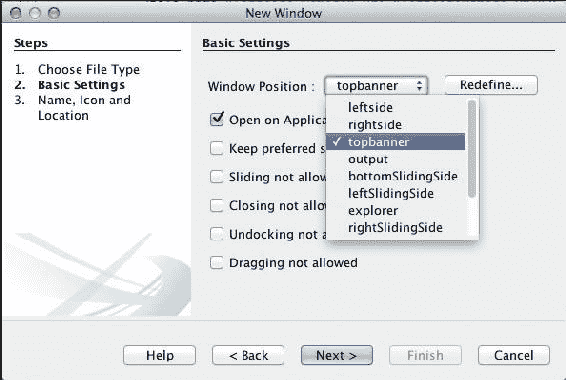 New Window
Steps
1. Choose File Type
2. Basic Settings
3. Name, Icon and
Location
Basic Settings
Window Position : topbanner Redefine...
leftside
rightside
✓ topbanner
output
bottomSlidingSide
leftSlidingSide
explorer
rightSlidingSide
Open on Applica
Keep preferred s
Sliding not allow
Closing not allo
Undocking not a
Dragging not allowed
Help < Back Next > Finish Cancel